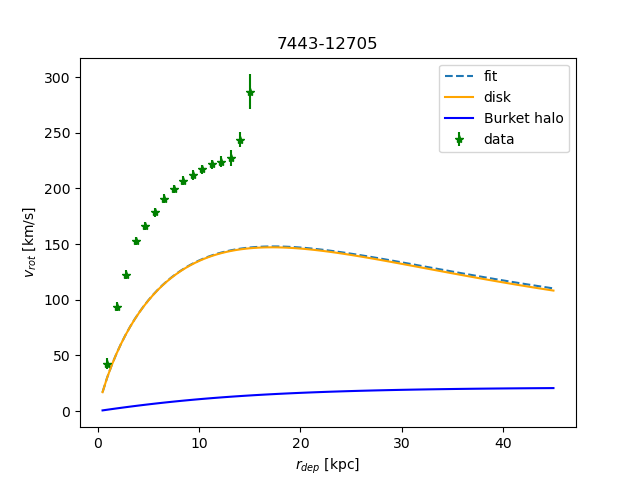 7443-12705
fit
disk
Burket halo
data
300
250
200
150
100
50
0
v_rot [km/s]
0 10 20 30 40
r_dep [kpc]